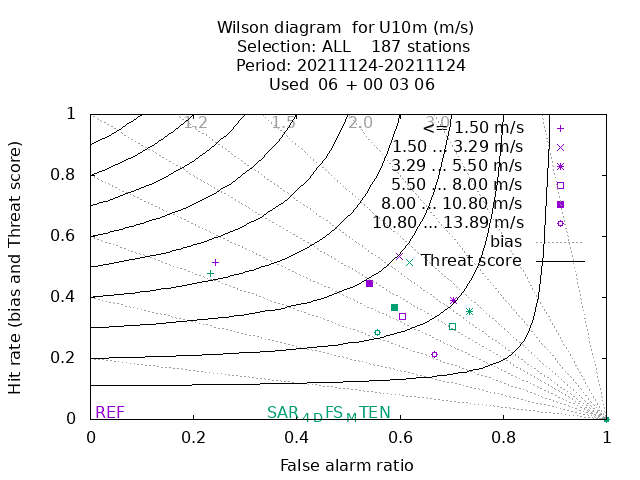 Wilson diagram for U10m (m/s)
Selection: ALL 187 stations
Period: 20211124-20211124
Used 06 + 00 03 06
1.2 1.5 2.0 3.0
<= 1.50 m/s
1.50 ... 3.29 m/s
3.29 ... 5.50 m/s
5.50 ... 8.00 m/s
8.00 ... 10.80 m/s
10.80 ... 13.89 m/s
bias
Threat score
Hit rate (bias and Threat score)
1
0.8
0.6
0.4
0.2
0
REF
SAR4DFSMTEN
0 0.2 0.4 0.6 0.8 1
False alarm ratio